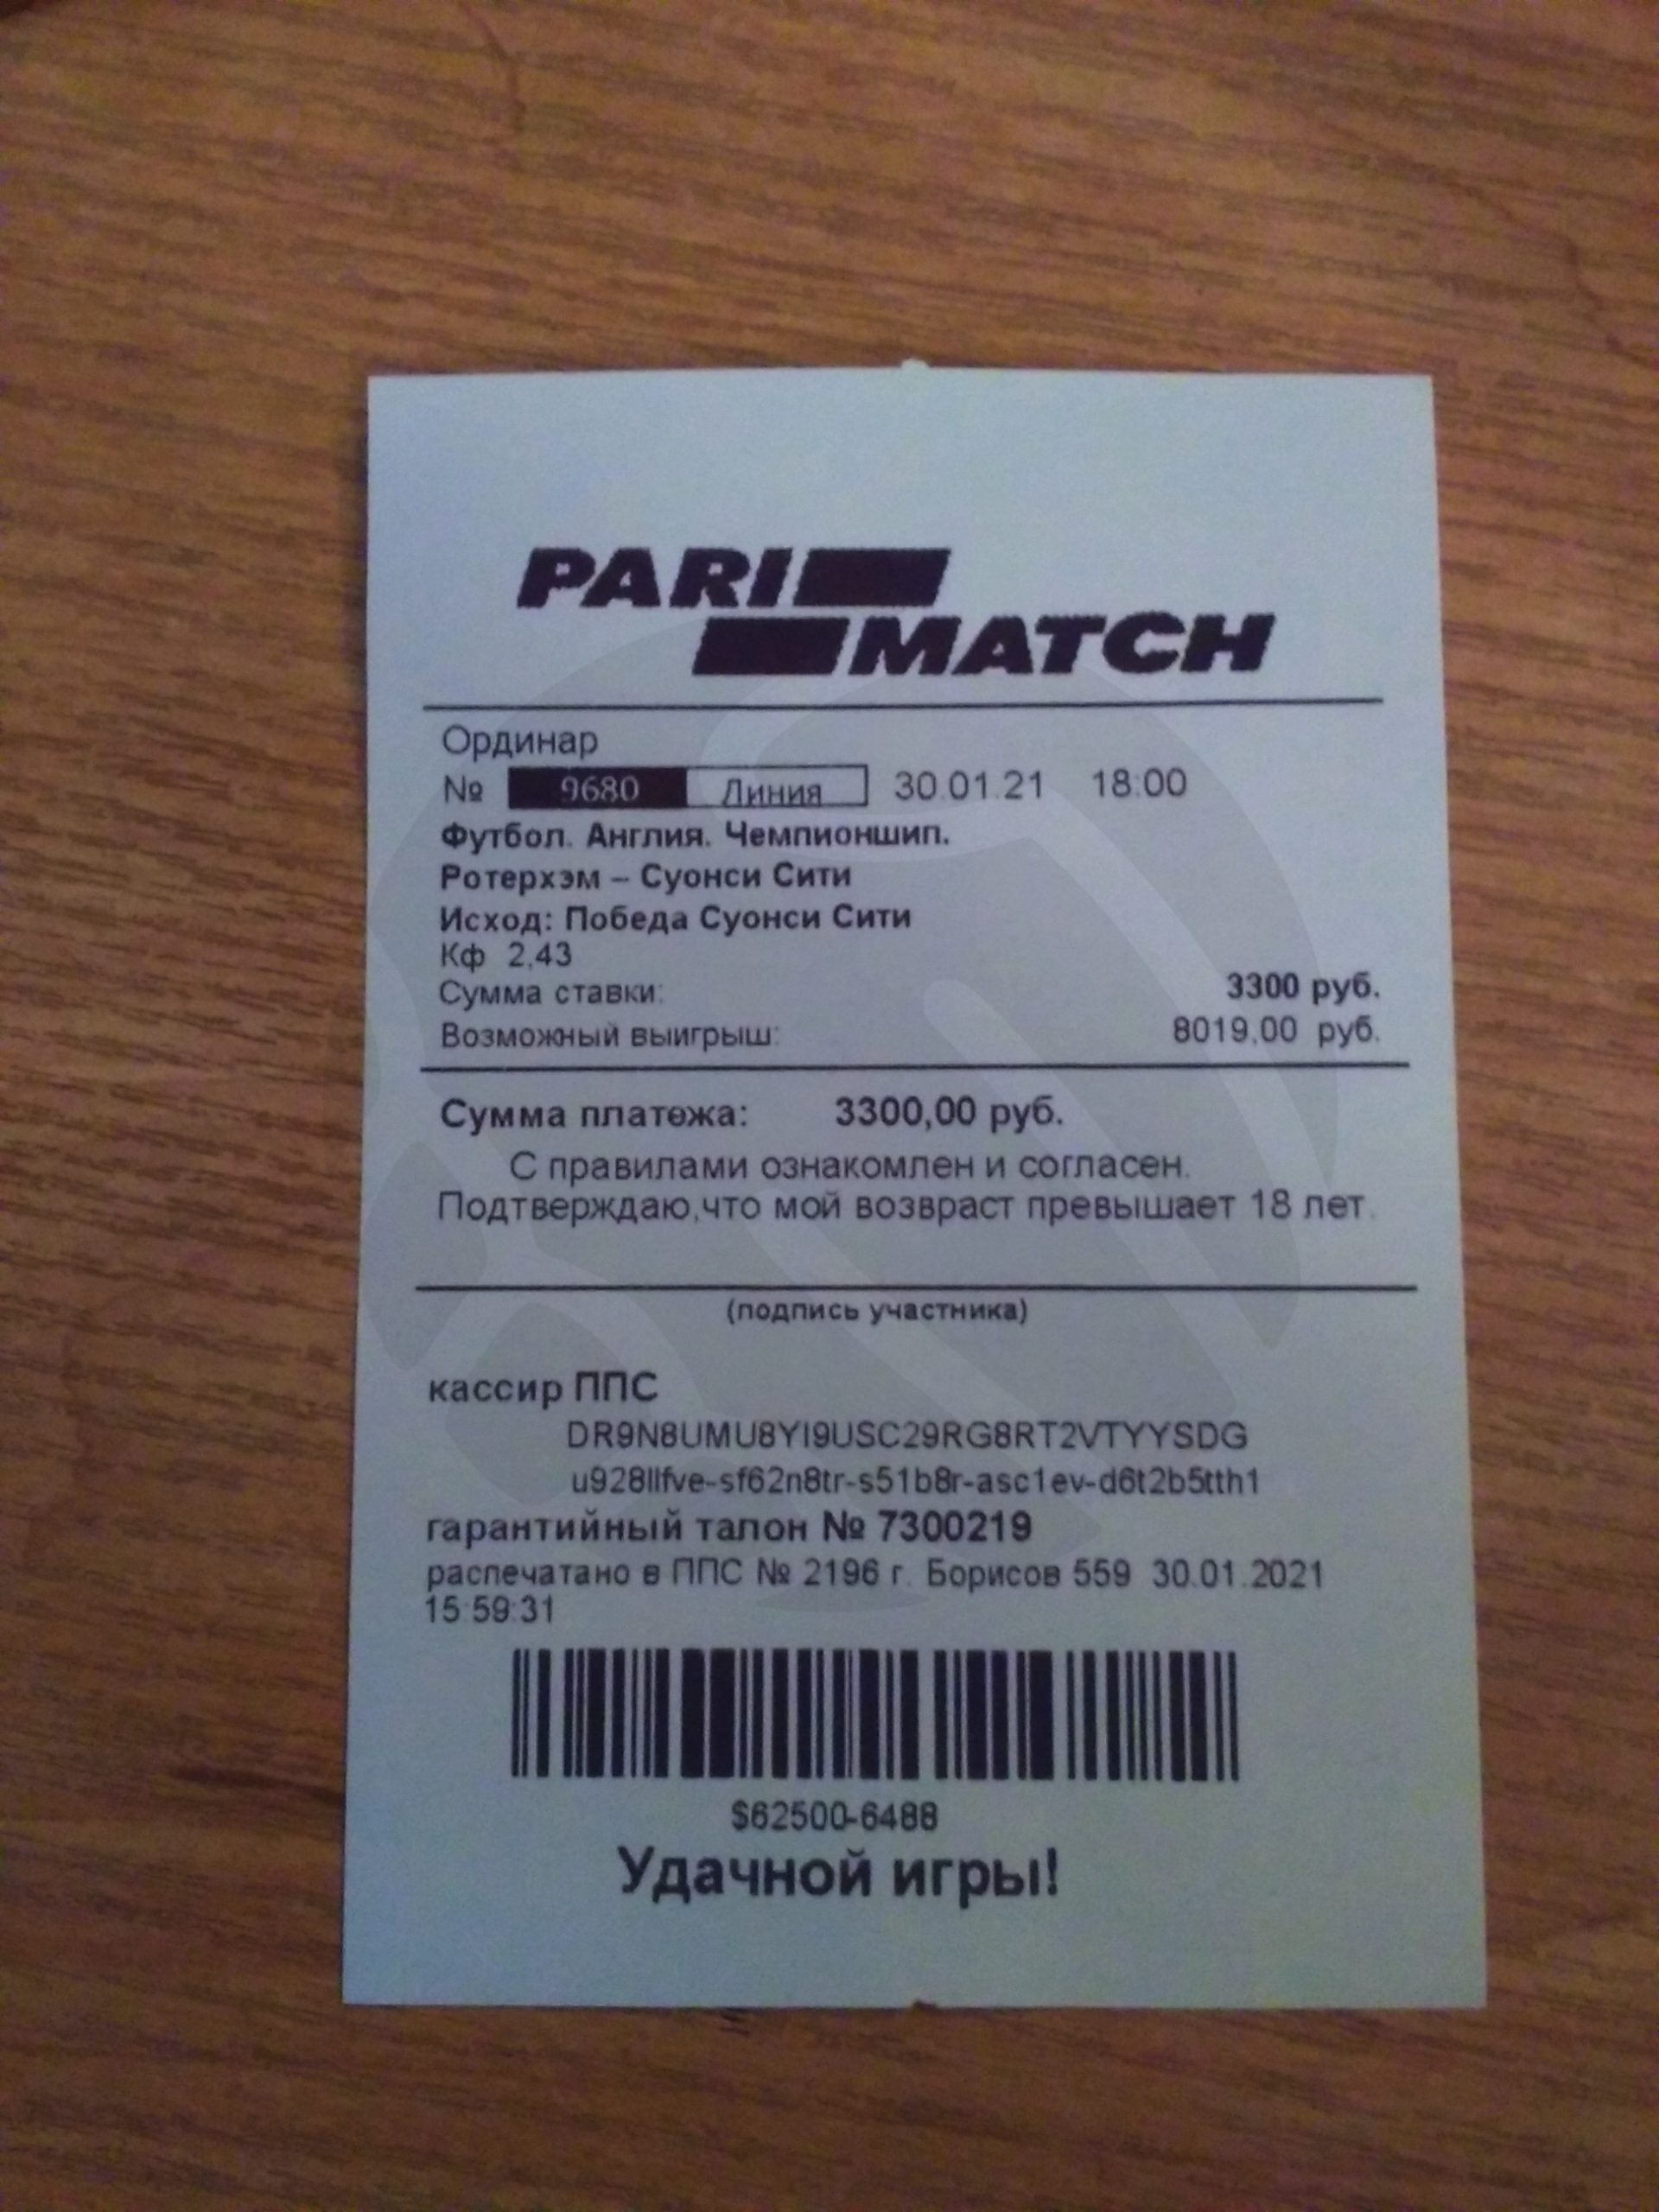 PARI
MATCH
Ординар
№ 9680 Линия 30.01.21 18:00
Футбол. Англия. Чемпионшип.
Ротерхэм – Суонси Сити
Исход: Победа Суонси Сити
Кф 2,43
Сумма ставки: 3300 руб.
Возможный выигрыш: 8019,00 руб.
Сумма платежа: 3300,00 руб.
С правилами ознакомлен и согласен.
Подтверждаю,что мой возвраст превышает 18 лет.
(подпись участника)
кассир ППС
DR9N8UMU8YI9USC29RG8RT2VTYYSDG
u928llfve-sf62n8tr-s51b8r-asc1ev-d6t2b5tth1
гарантийный талон № 7300219
распечатано в ППС № 2196 г. Борисов 559 30.01.2021
15:59:31
$62500-6488
Удачной игры!